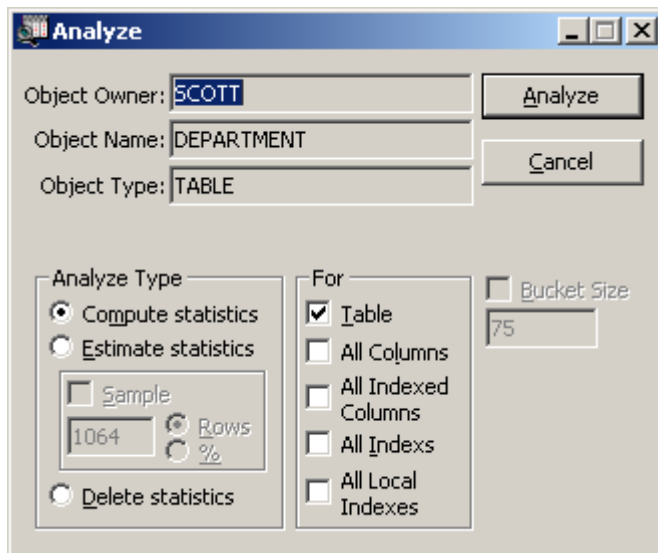 Analyze
Object Owner: SCOTT
Analyze
Object Name: DEPARTMENT
Cancel
Object Type: TABLE
Analyze Type
Compute statistics
Estimate statistics
Sample
1064
Rows
%
Delete statistics
For
Table
All Columns
All Indexed
Columns
All Indexs
All Local
Indexes
Bucket Size
75